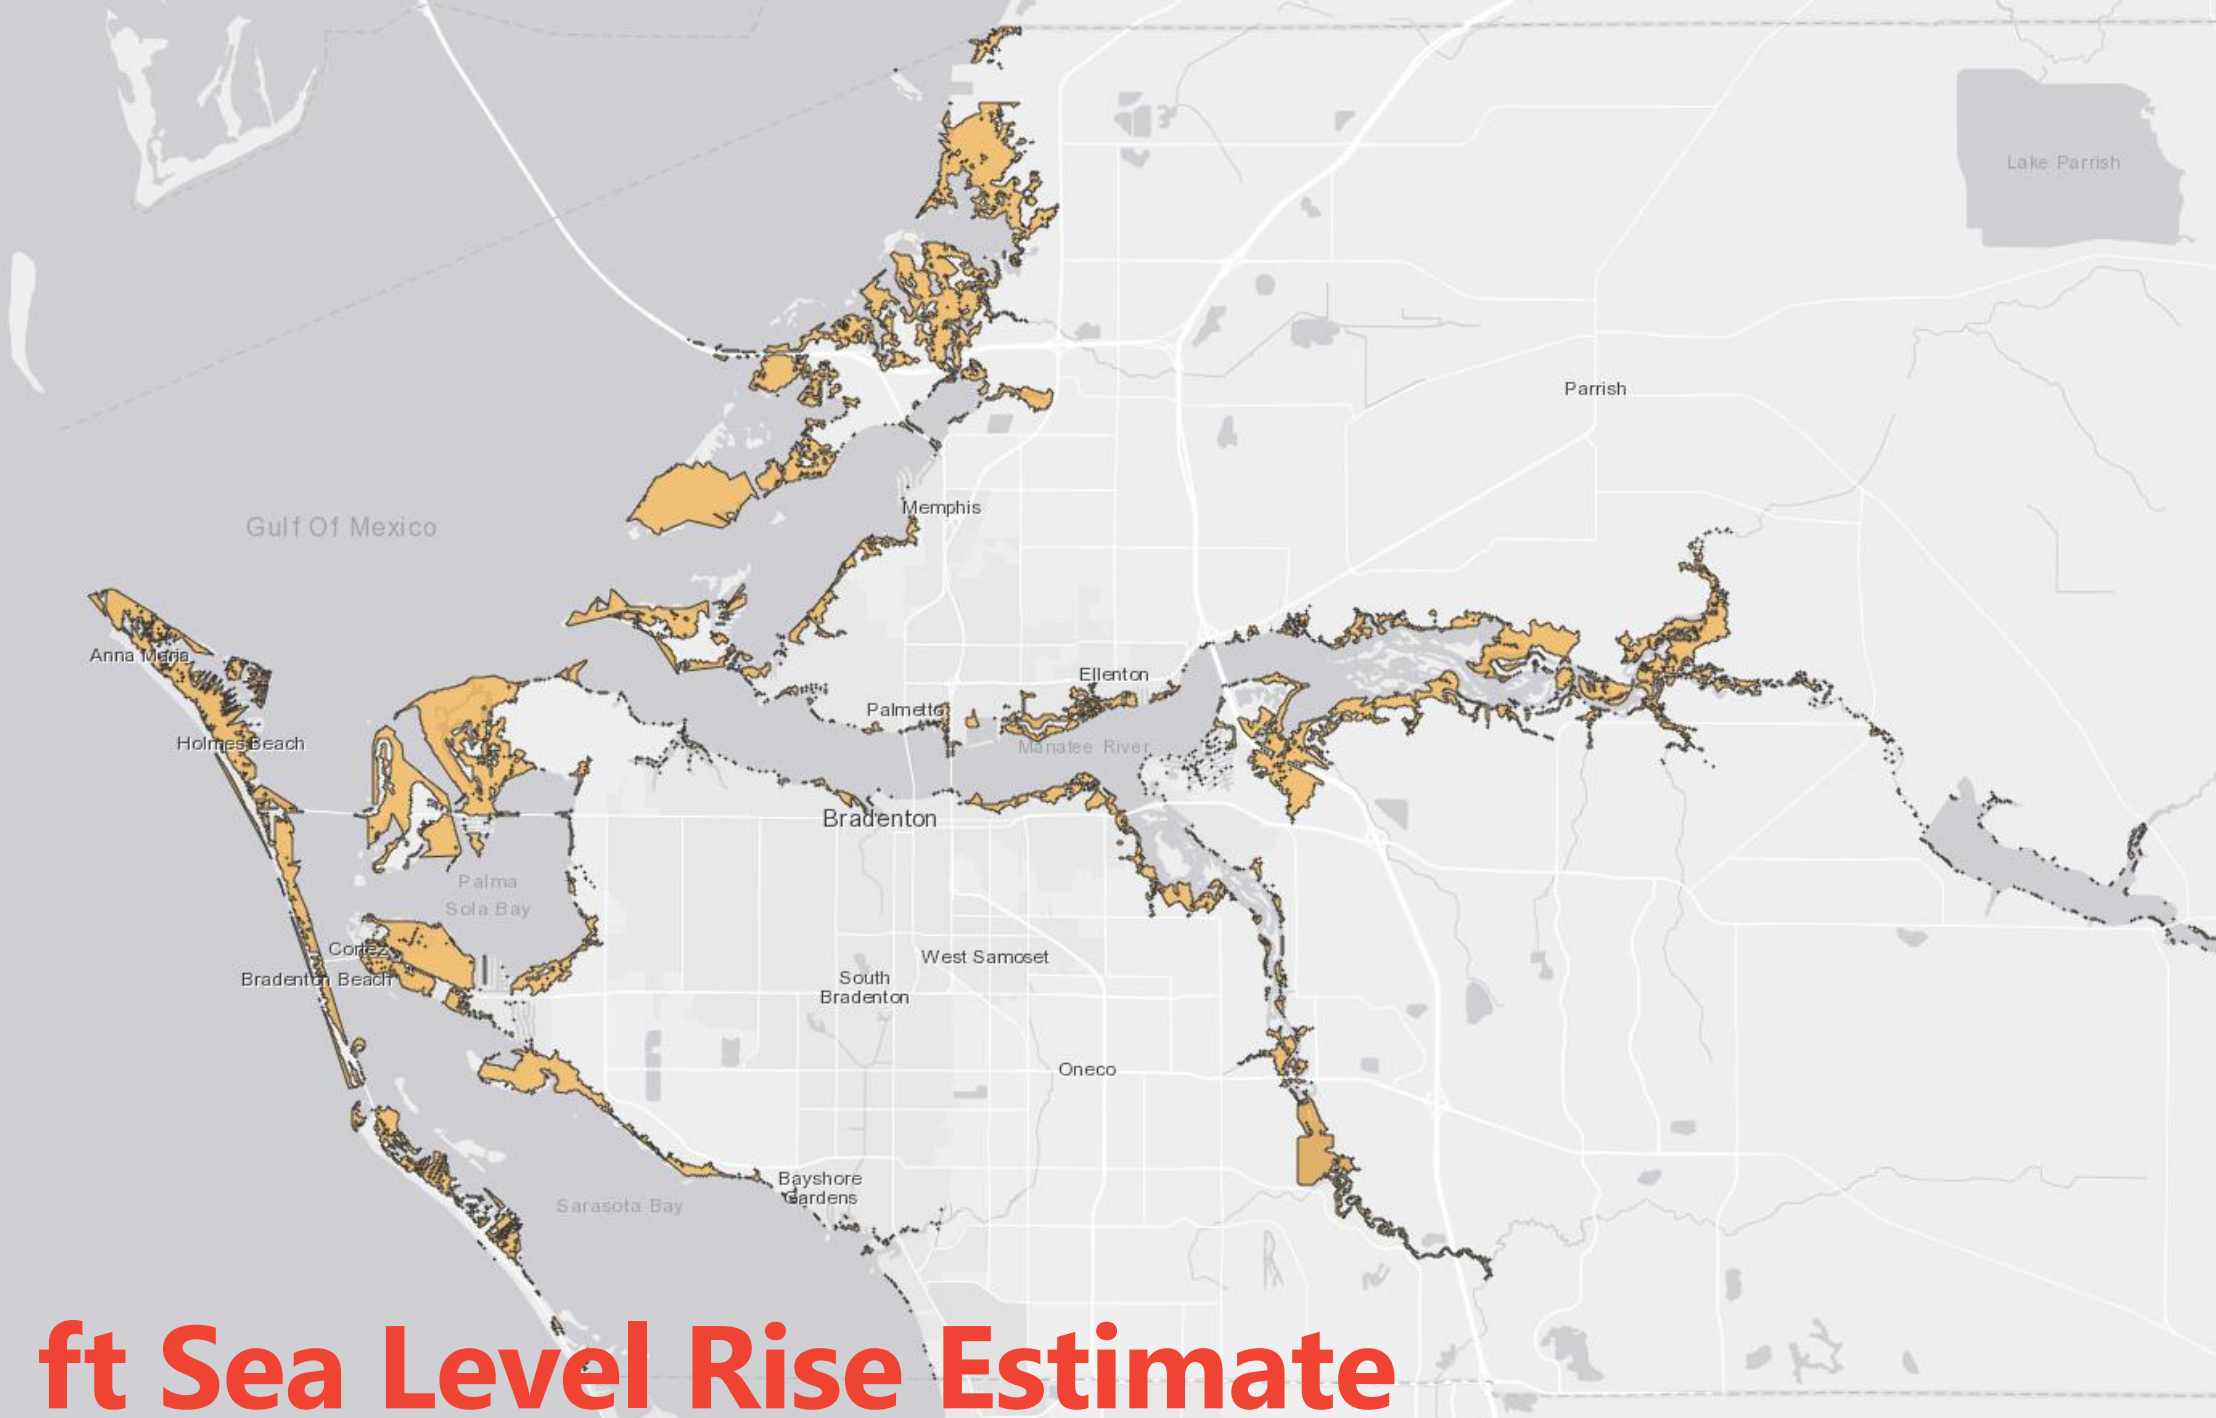 Lake Parrish
Parrish
Memphis
Gulf Of Mexico
Anna Maria
Ellenton
Palmetto
Holmes Beach
Manatee River
Bradenton
Palma
Sola Bay
Cortez
West Samoset
Bradenton Beach
South
Bradenton
Oneco
Bayshore
Gardens
Sarasota Bay
ft Sea Level Rise Estimate